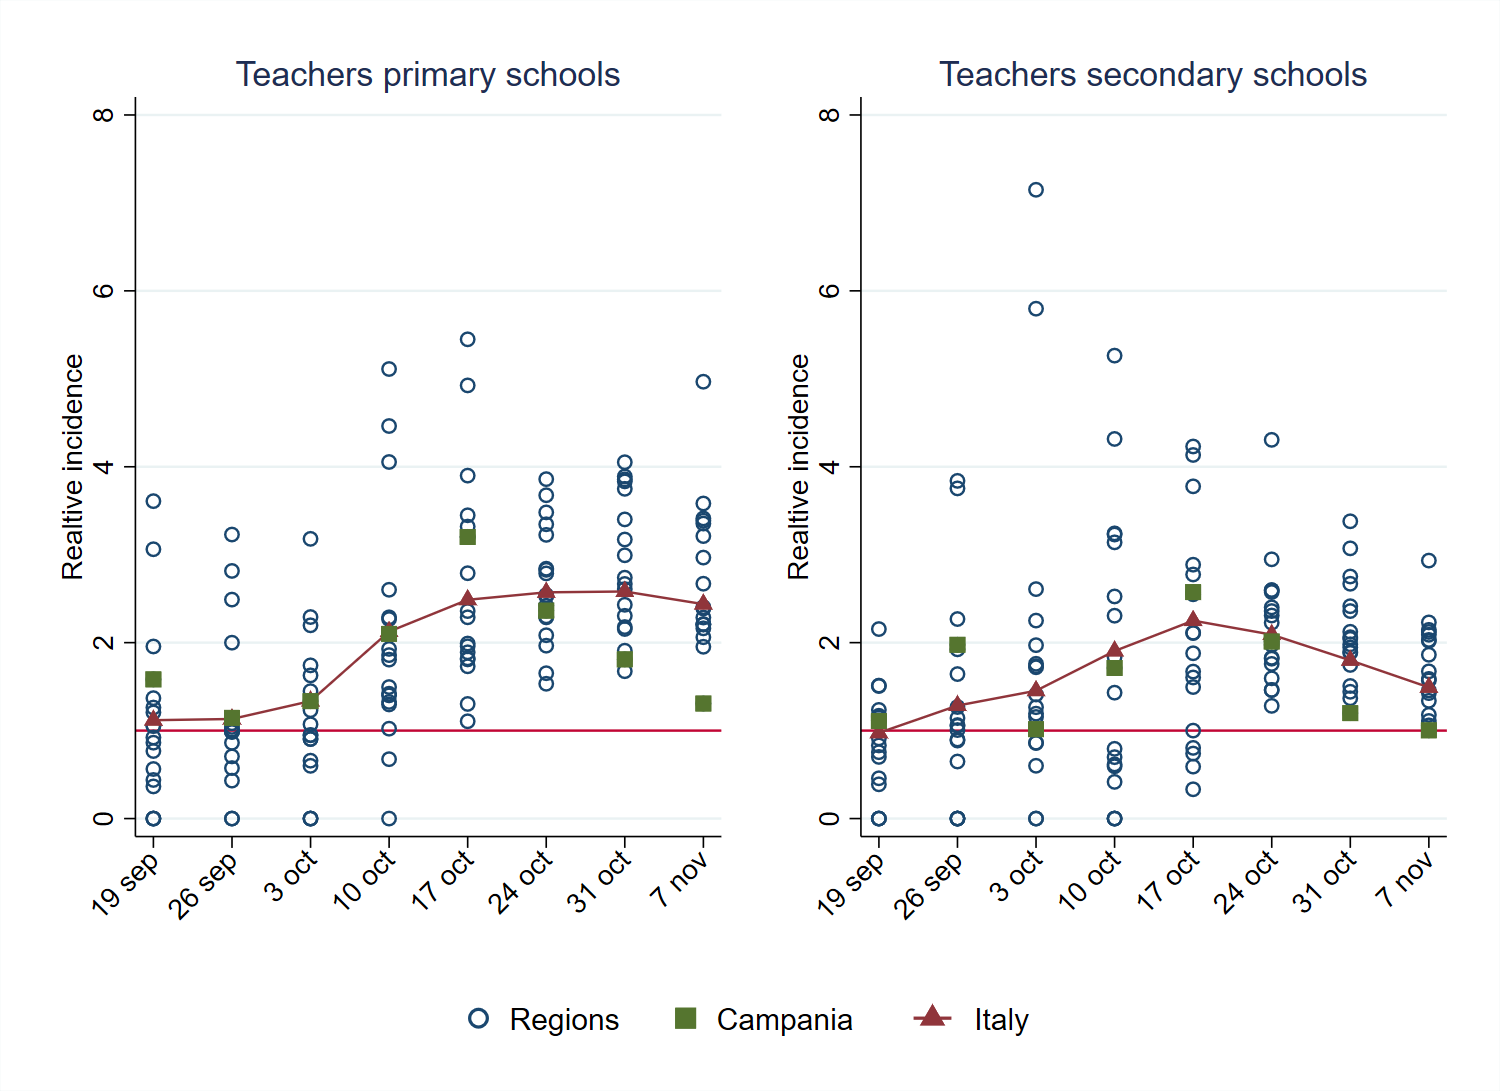 Teachers primary schools
Realtive incidence
8
6
4
2
0
19 sep
26 sep
3 oct
10 oct
17 oct
24 oct
31 oct
7 nov
Teachers secondary schools
Realtive incidence
8
6
4
2
0
19 sep
26 sep
3 oct
10 oct
17 oct
24 oct
31 oct
7 nov
Regions Campania Italy